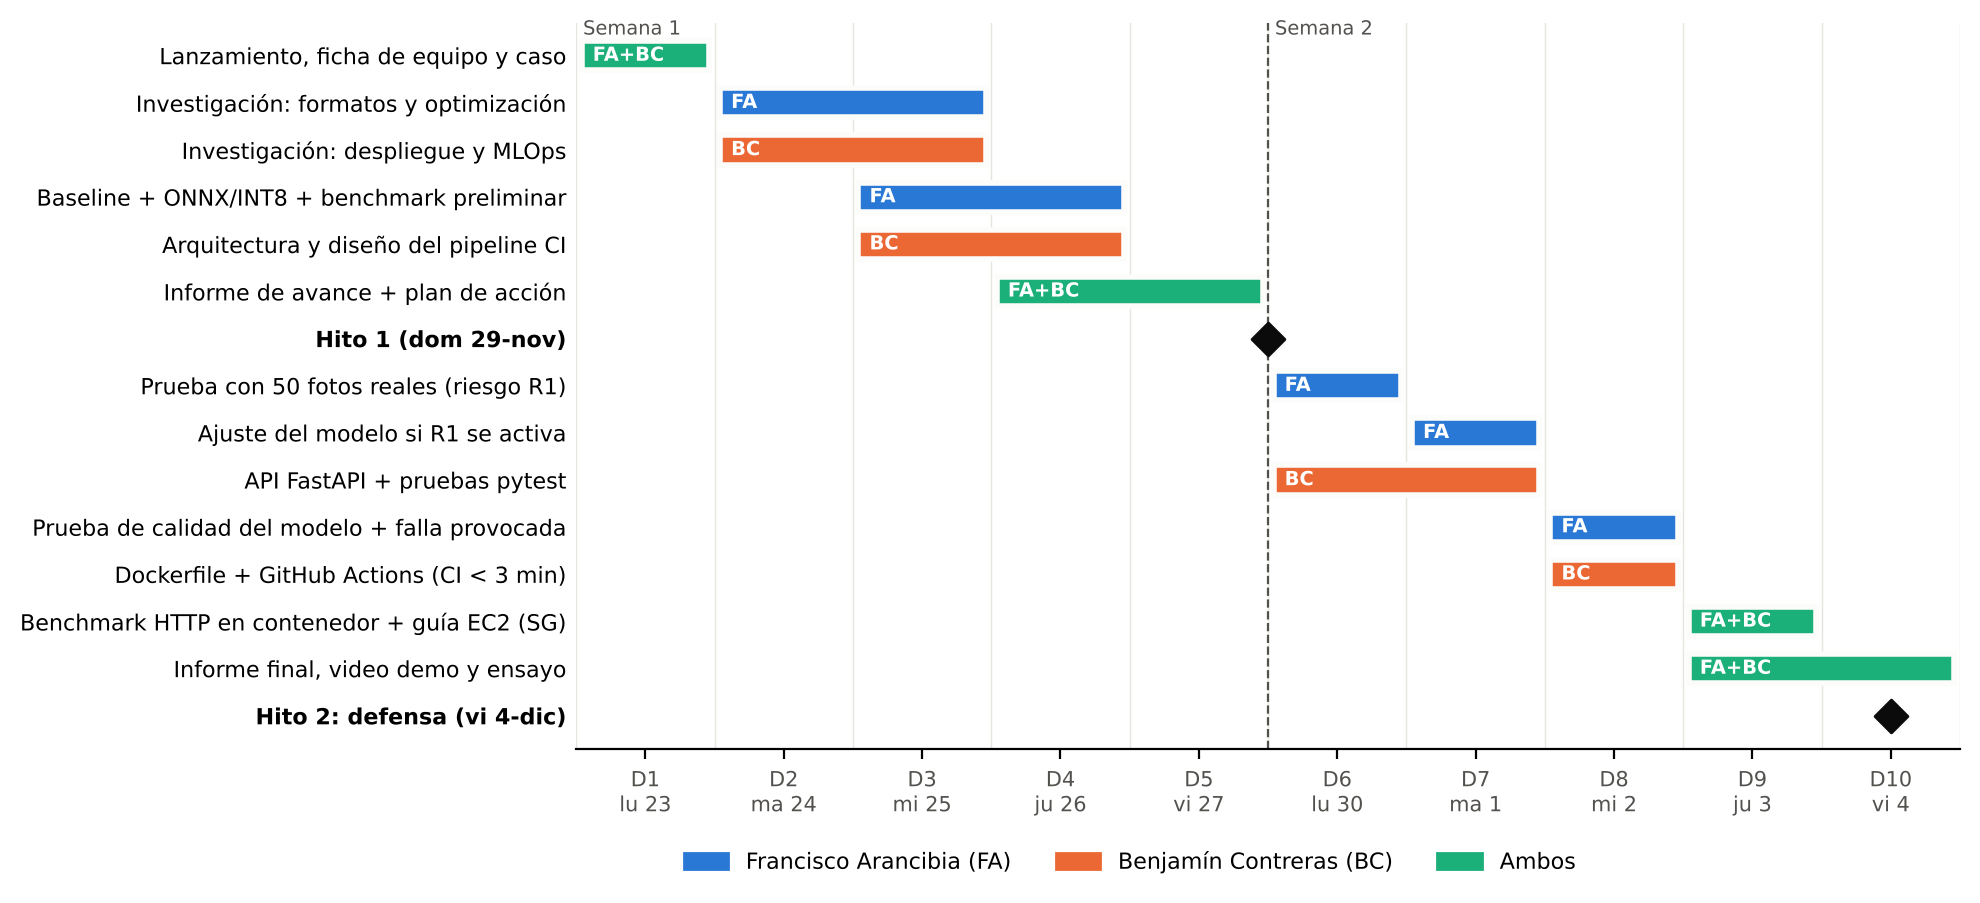 Semana 1
Semana 2
Lanzamiento, ficha de equipo y caso
FA+BC
Investigación: formatos y optimización
FA
Investigación: despliegue y MLOps
BC
Baseline + ONNX/INT8 + benchmark preliminar
FA
Arquitectura y diseño del pipeline CI
BC
Informe de avance + plan de acción
FA+BC
Hito 1 (dom 29-nov)
Prueba con 50 fotos reales (riesgo R1)
FA
Ajuste del modelo si R1 se activa
FA
API FastAPI + pruebas pytest
BC
Prueba de calidad del modelo + falla provocada
FA
Dockerfile + GitHub Actions (CI < 3 min)
BC
Benchmark HTTP en contenedor + guía EC2 (SG)
FA+BC
Informe final, video demo y ensayo
FA+BC
Hito 2: defensa (vi 4-dic)
D1 D2 D3 D4 D5 D6 D7 D8 D9 D10
lu 23 ma 24 mi 25 ju 26 vi 27 lu 30 ma 1 mi 2 ju 3 vi 4
Francisco Arancibia (FA) Benjamín Contreras (BC) Ambos